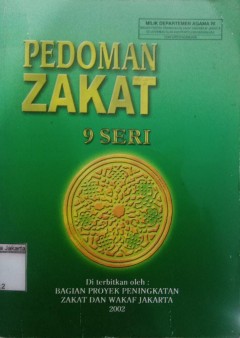 MILIK DEPARTEMEN AGAMA RI
PEDOMAN
ZAKAT
9 SERI
Di terbitkan oleh :
BAGIAN PROYEK PENINGKATAN
ZAKAT DAN WAKAF JAKARTA
2002
Jakarta